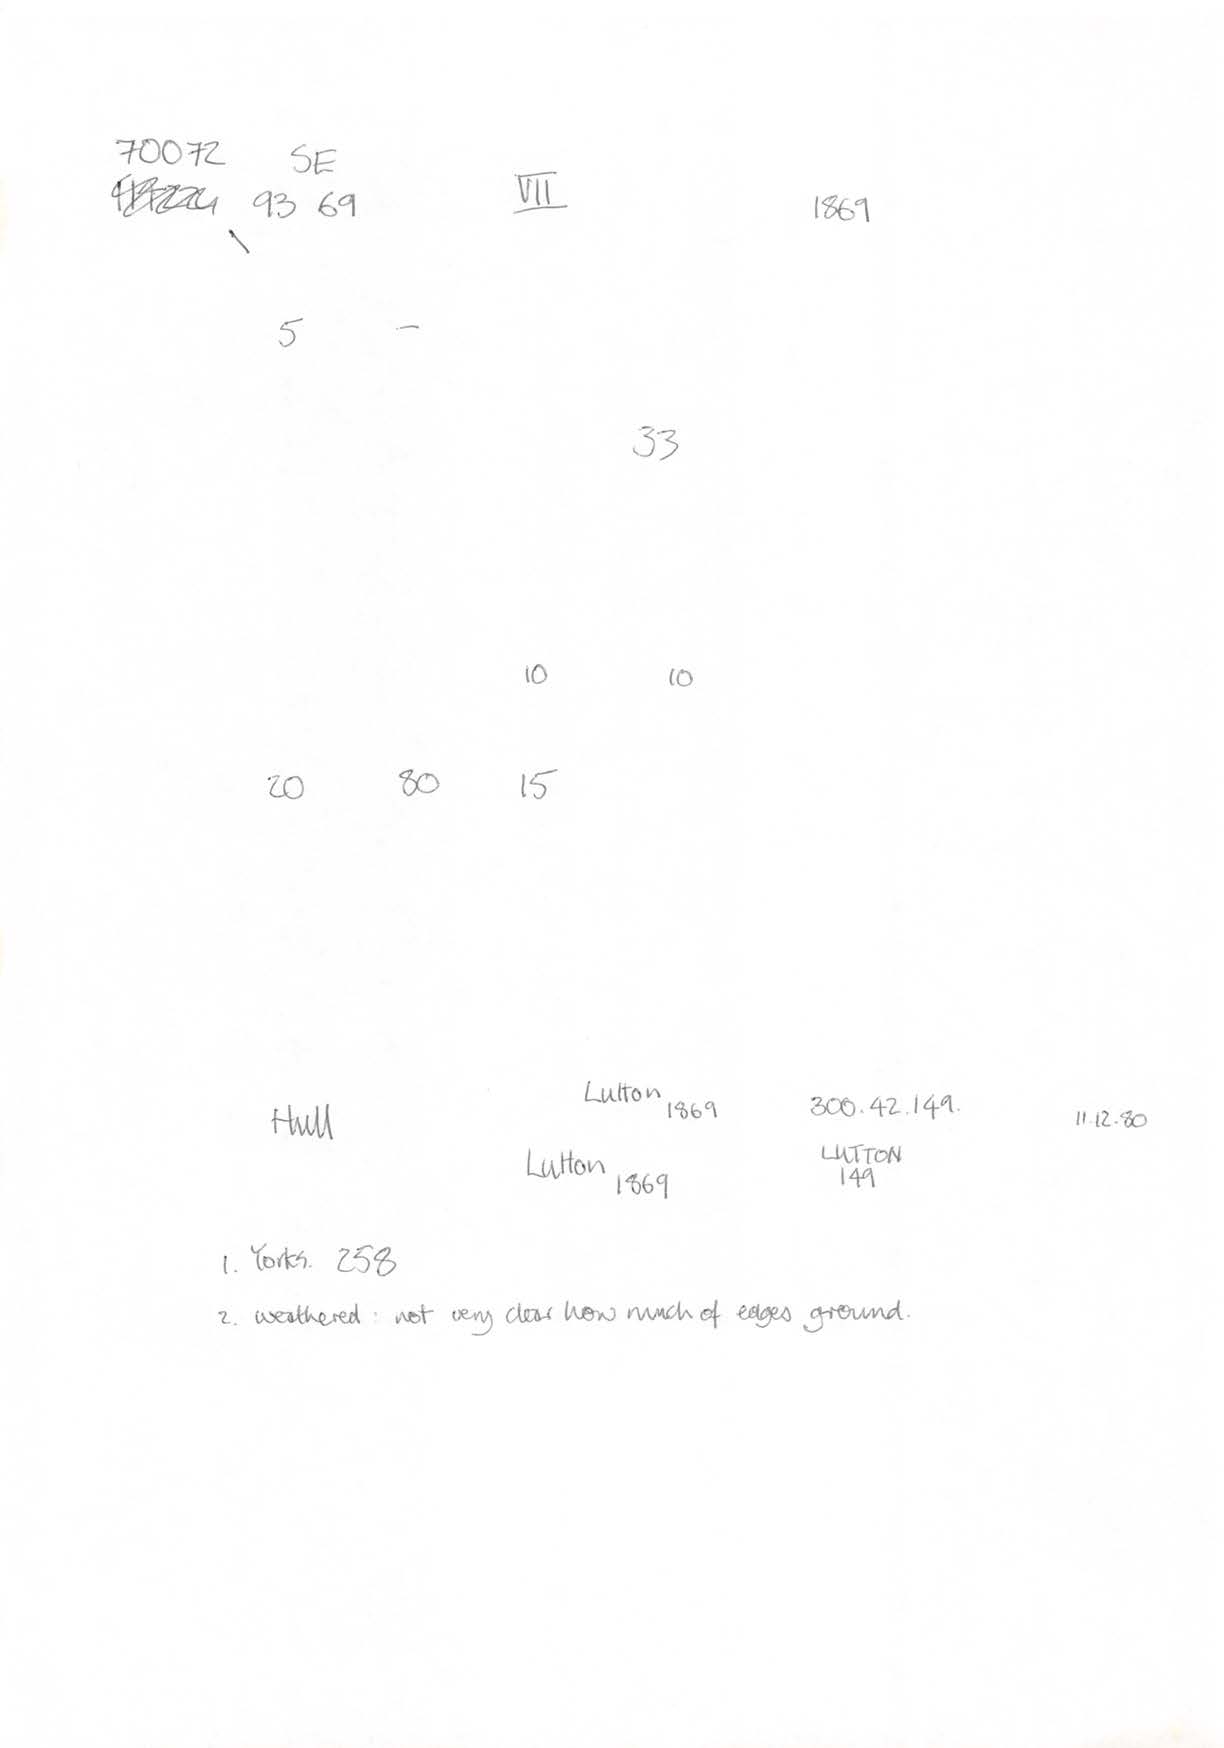 70072 SE
93 69 VII 1869
5 -
33
10 10
20 80 15
Lutton 1869 300.42.149.
Hull 11.12.80
Lutton 1869 LUTTON
149
1. Yorks. 258
2. weathered: not very clear how much of edges ground.